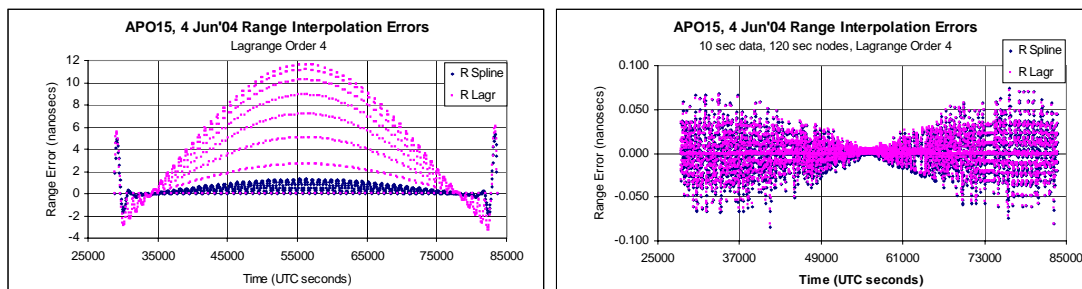 APO15, 4 Jun'04 Range Interpolation Errors
Lagrange Order 4
Range Error (nanosecs)
12
10
8
6
4
2
0
-2
-4
R Spline
R Lagr
25000 35000 45000 55000 65000 75000 85000
Time (UTC seconds)
APO15, 4 Jun'04 Range Interpolation Errors
10 sec data, 120 sec nodes, Lagrange Order 4
Range Error (nanosecs)
0.100
0.050
0.000
-0.050
-0.100
R Spline
R Lagr
25000 37000 49000 61000 73000 85000
Time (UTC seconds)